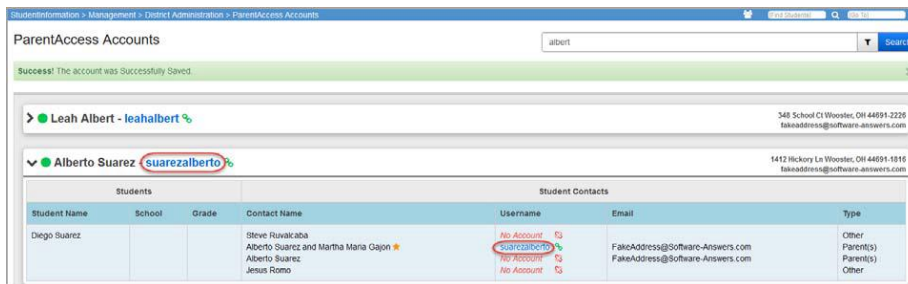 StudentInformation > Management > District Administration > ParentAccess Accounts
Find Students!
Go To!
ParentAccess Accounts
albert
Search
Success! The account was Successfully Saved.
Leah Albert - leahalbert
348 School Ct Wooster, OH 44691-2226
fakeaddress@software-answers.com
Alberto Suarez - suarezalberto
1412 Hickory Ln Wooster, OH 44691-1816
fakeaddress@software-answers.com
Students
Student Contacts
Student Name School Grade Contact Name Username Email Type
Diego Suarez Steve Ruvalcaba No Account Other
Alberto Suarez and Martha Maria Gajon suarezalberto FakeAddress@Software-Answers.com Parent(s)
Alberto Suarez No Account FakeAddress@Software-Answers.com Parent(s)
Jesus Romo No Account Other